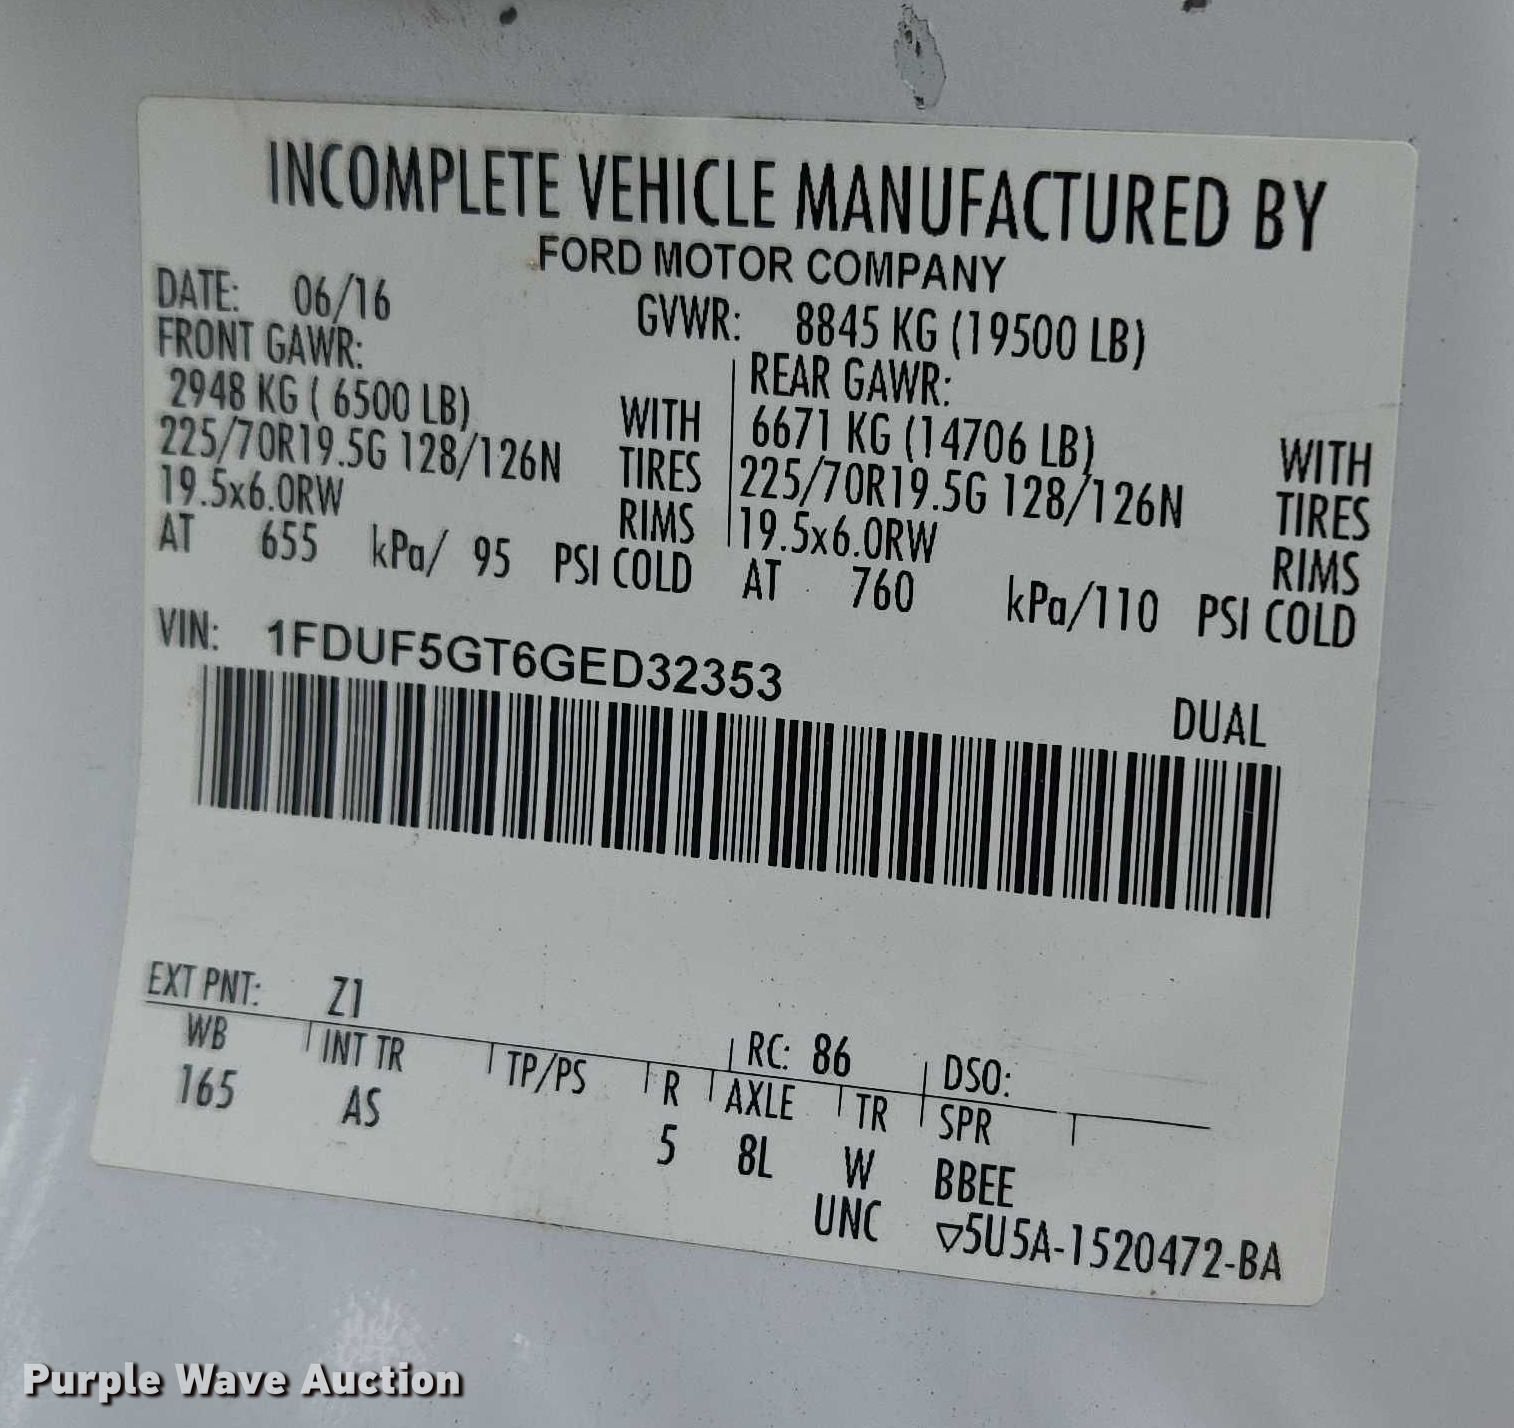 INCOMPLETE VEHICLE MANUFACTURED BY
FORD MOTOR COMPANY
DATE: 06/16 GVWR: 8845 KG (19500 LB)
FRONT GAWR: REAR GAWR:
2948 KG ( 6500 LB) WITH 6671 KG (14706 LB) WITH
225/70R19.5G 128/126N TIRES 225/70R19.5G 128/126N TIRES
19.5x6.0RW RIMS 19.5x6.0RW RIMS
AT 655 kPa/ 95 PSI COLD AT 760 kPa/110 PSI COLD
VIN: 1FDUF5GT6GED32353
DUAL
EXT PNT: Z1 RC: 86 DSO:
WB INT TR TP/PS R AXLE TR SPR
165 AS 5 8L W BBEE
UNC ▽5U5A-1520472-BA
Purple Wave Auction